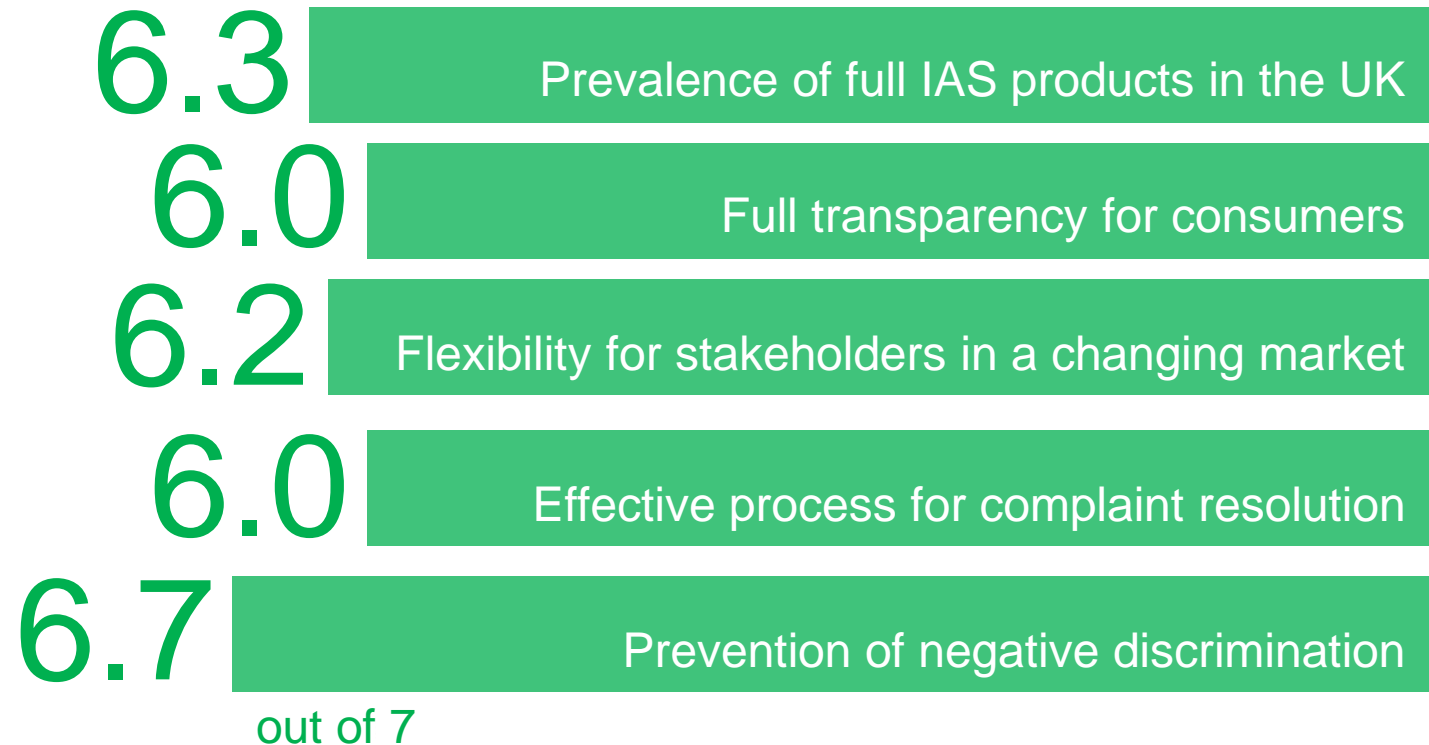 6.3 Prevalence of full IAS products in the UK
6.0 Full transparency for consumers
6.2 Flexibility for stakeholders in a changing market
6.0 Effective process for complaint resolution
6.7 Prevention of negative discrimination
out of 7